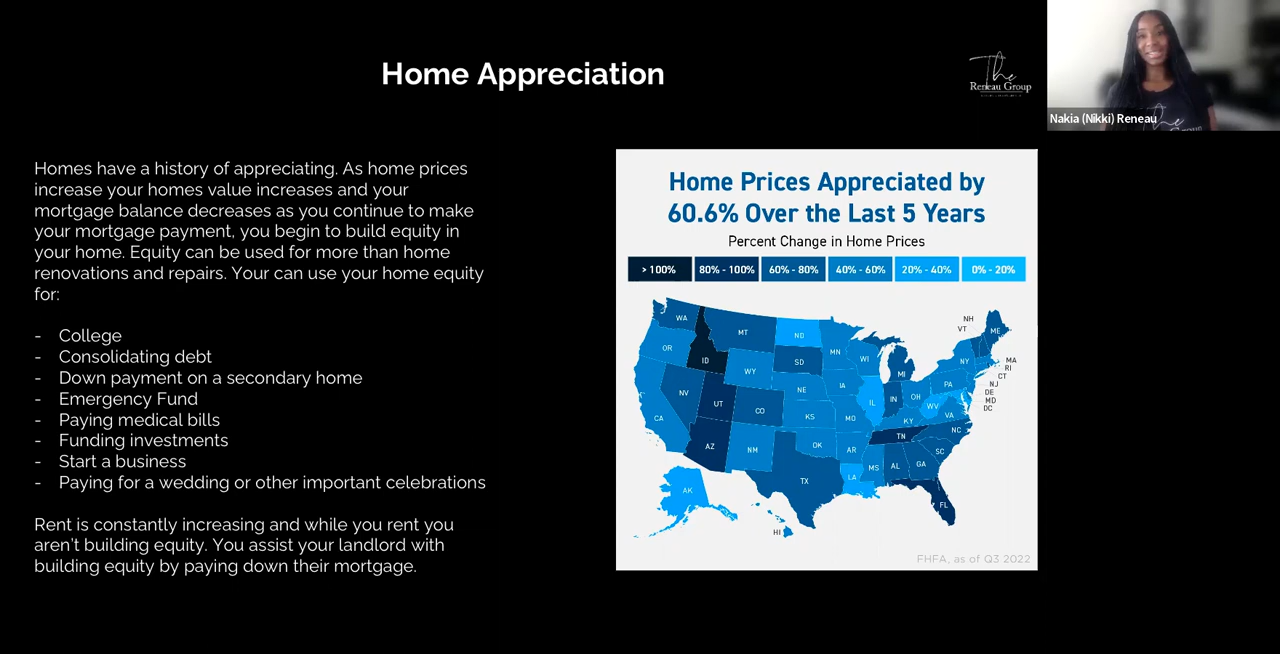 Home Appreciation
The
Reneau Group
Nakia (Nikki) Reneau
Homes have a history of appreciating. As home prices
increase your homes value increases and your
mortgage balance decreases as you continue to make
your mortgage payment, you begin to build equity in
your home. Equity can be used for more than home
renovations and repairs. Your can use your home equity
for:
- College
- Consolidating debt
- Down payment on a secondary home
- Emergency Fund
- Paying medical bills
- Funding investments
- Start a business
- Paying for a wedding or other important celebrations
Rent is constantly increasing and while you rent you
aren't building equity. You assist your landlord with
building equity by paying down their mortgage.
Home Prices Appreciated by
60.6% Over the Last 5 Years
Percent Change in Home Prices
> 100% 80% - 100% 60% - 80% 40% - 60% 20% - 40% 0% - 20%
WA MT ND NH
VT ME
OR ID SD MN WI NY MA
WY MI RI
CT
NV UT NE IA PA NJ
CO IL IN OH DE
MD
CA KS MO WV VA DC
KY
AZ NM OK AR TN NC
SC
MS AL GA
TX LA
AK FL
HI
FHFA, as of Q3 2022